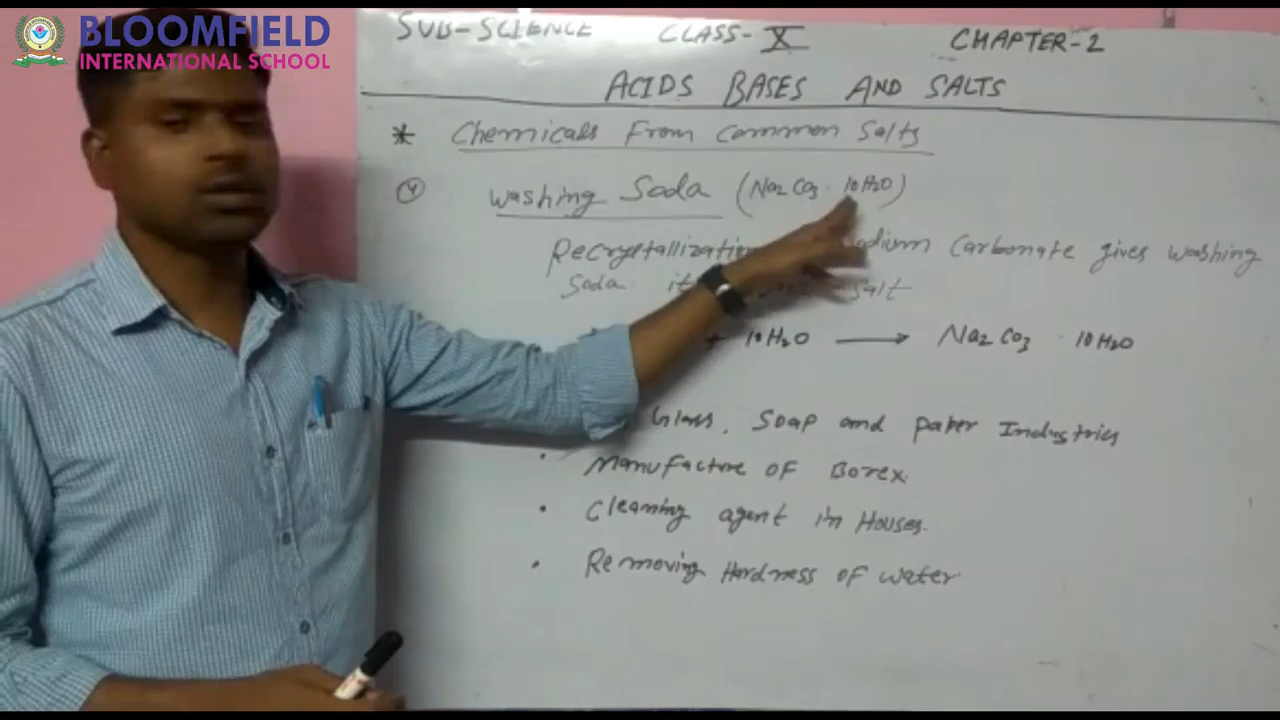 BLOOMFIELD
INTERNATIONAL SCHOOL
SUB-SCIENCE CLASS-X CHAPTER-2
ACIDS BASES AND SALTS
* Chemicals From Common Salts
④ Washing Soda (Na2CO3 · 10H2O)
Recrystallization Sodium Carbonate gives washing
Soda it salt
+ 10H2O → Na2CO3 · 10H2O
Glass, Soap and paper Industries
· Manufacture OF Borex.
· Cleaning agent in Houses.
· Removing Hardness of water.